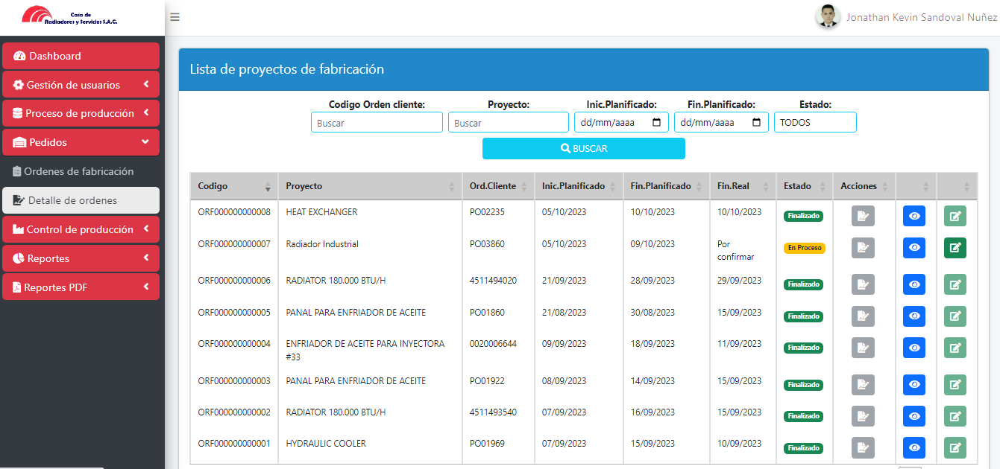 Casa de
Radiadores y Servicios S.A.C.
Jonathan Kevin Sandoval Nuñez
Dashboard
Gestión de usuarios
Proceso de producción
Pedidos
Ordenes de fabricación
Detalle de ordenes
Control de producción
Reportes
Reportes PDF
Lista de proyectos de fabricación
Codigo Orden cliente: Proyecto: Inic.Planificado: Fin.Planificado: Estado:
Buscar Buscar dd/mm/aaaa dd/mm/aaaa TODOS
BUSCAR
Codigo Proyecto Ord.Cliente Inic.Planificado Fin.Planificado Fin.Real Estado Acciones
ORF000000000008 HEAT EXCHANGER PO02235 05/10/2023 10/10/2023 10/10/2023 Finalizado
ORF000000000007 Radiador Industrial PO03860 05/10/2023 09/10/2023 Por En Proceso
confirmar
ORF000000000006 RADIATOR 180.000 BTU/H 4511494020 21/09/2023 28/09/2023 29/09/2023 Finalizado
ORF000000000005 PANAL PARA ENFRIADOR DE ACEITE PO01860 21/08/2023 30/08/2023 15/09/2023 Finalizado
ORF000000000004 ENFRIADOR DE ACEITE PARA INYECTORA 0020006644 09/09/2023 18/09/2023 11/09/2023 Finalizado
#33
ORF000000000003 PANAL PARA ENFRIADOR DE ACEITE PO01922 08/09/2023 14/09/2023 15/09/2023 Finalizado
ORF000000000002 RADIATOR 180.000 BTU/H 4511493540 07/09/2023 16/09/2023 15/09/2023 Finalizado
ORF000000000001 HYDRAULIC COOLER PO01969 07/09/2023 15/09/2023 10/09/2023 Finalizado